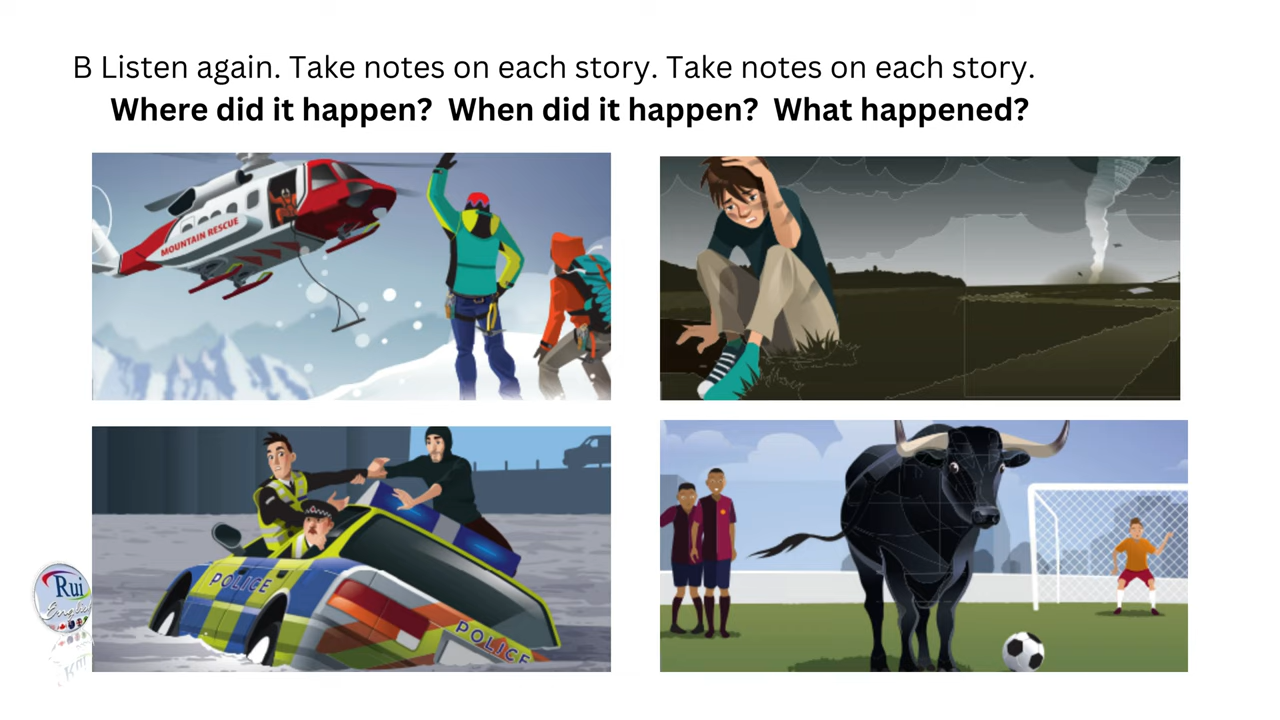 B Listen again. Take notes on each story. Take notes on each story.
Where did it happen? When did it happen? What happened?
MOUNTAIN RESCUE
POLICE
POLICE
Rui
English